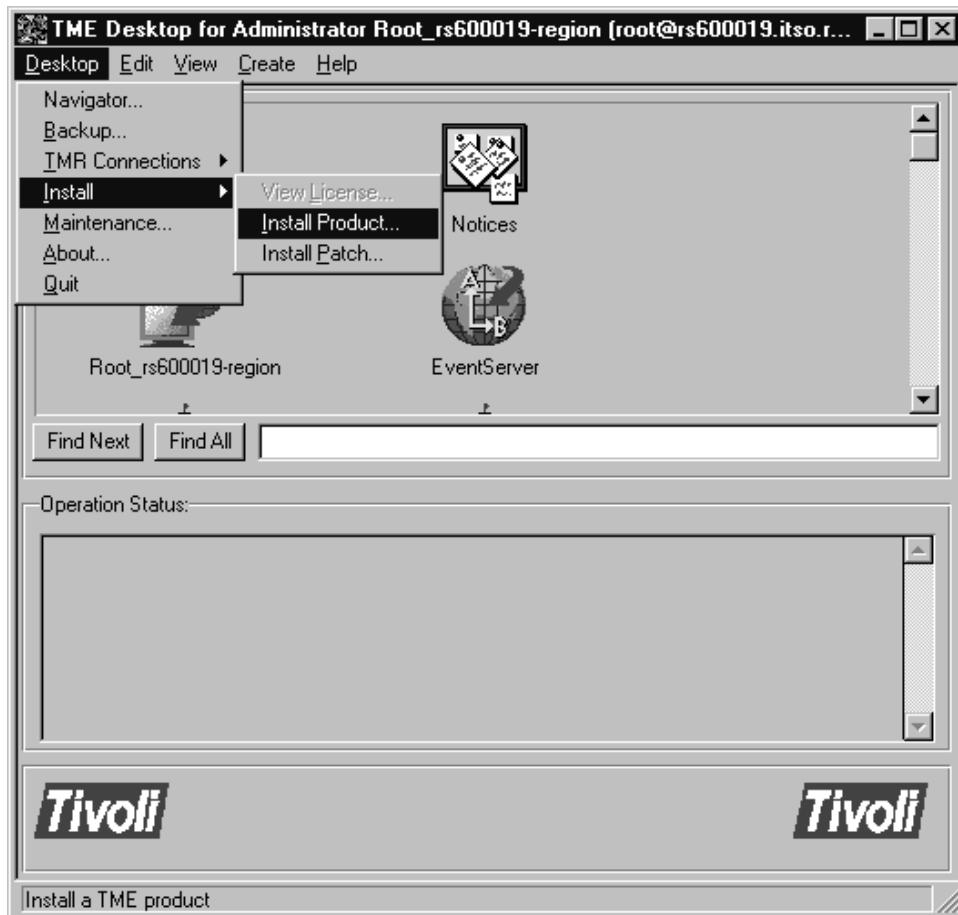 TME Desktop for Administrator Root_rs600019-region (root@rs600019.itso.r...
Desktop Edit View Create Help
Navigator...
Backup...
TMR Connections
Install
Maintenance...
About...
Quit
View License...
Install Product...
Install Patch...
Notices
A
B
Root_rs600019-region
EventServer
Find Next Find All
Operation Status:
Tivoli Tivoli
Install a TME product